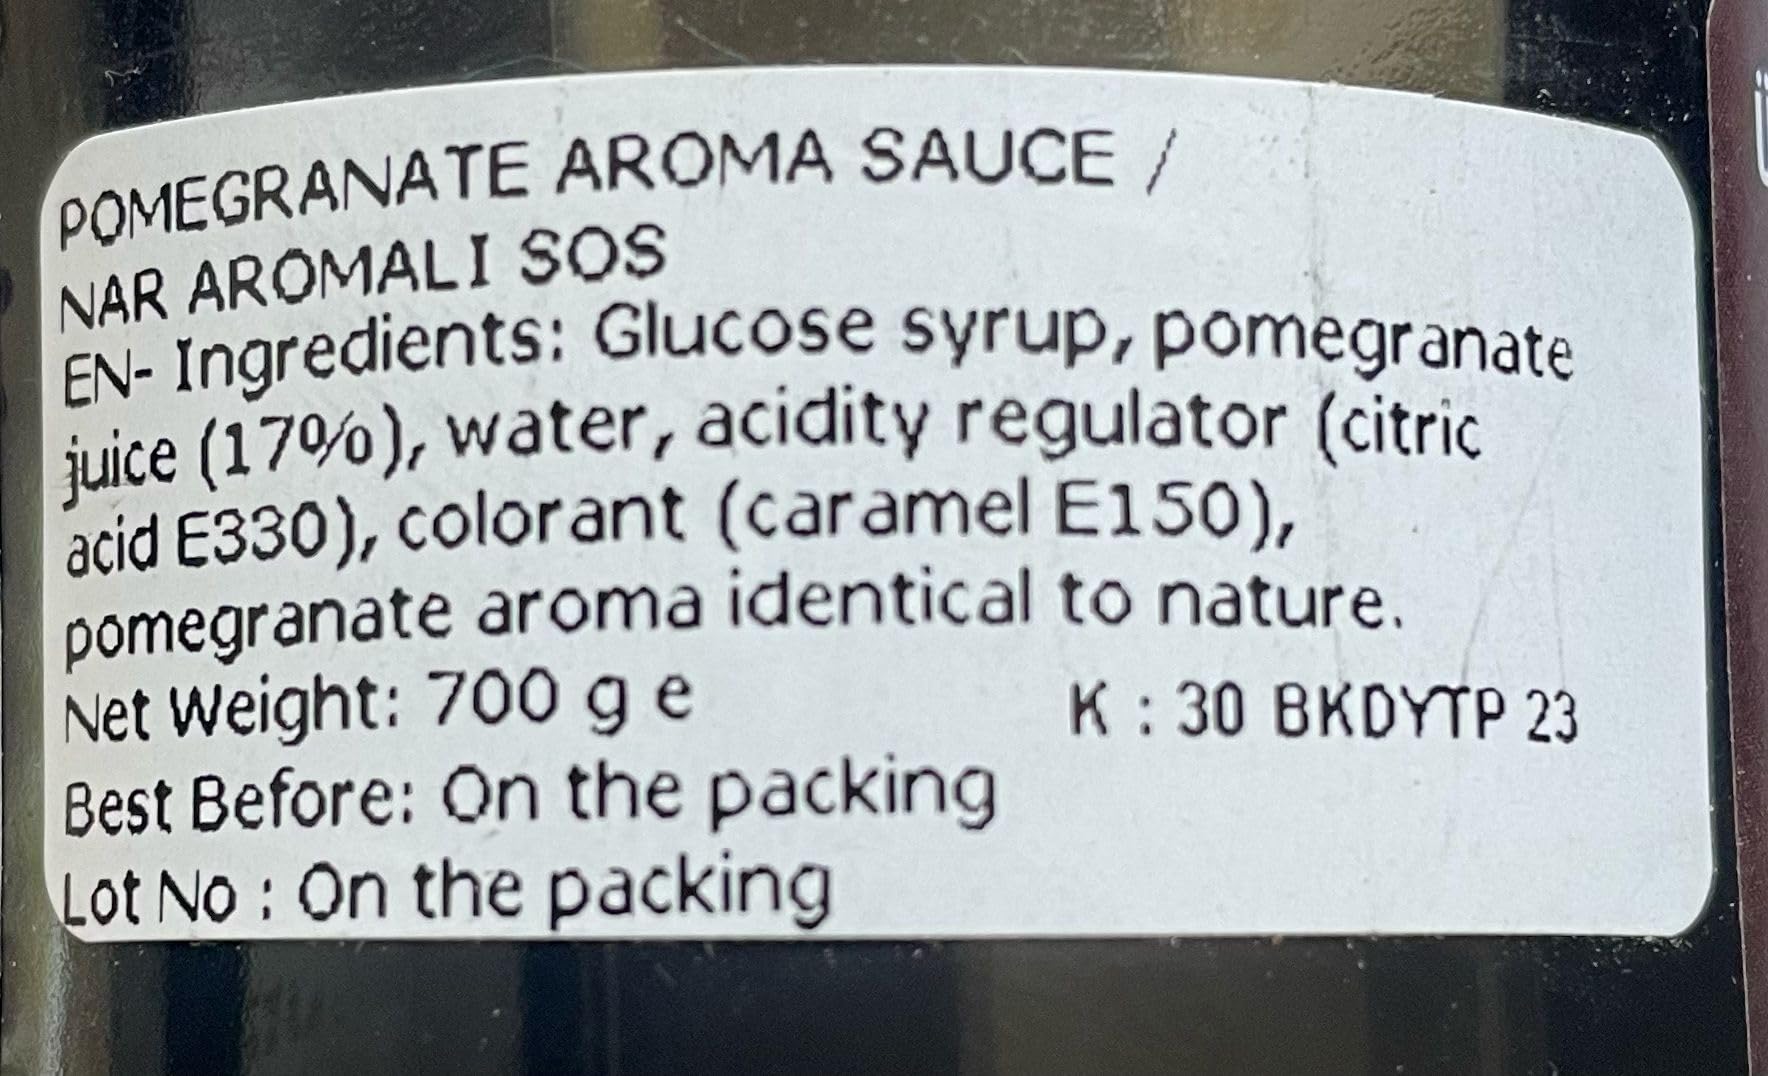 POMEGRANATE AROMA SAUCE /
NAR AROMALI SOS
EN- Ingredients: Glucose syrup, pomegranate
juice (17%), water, acidity regulator (citric
acid E330), colorant (caramel E150),
pomegranate aroma identical to nature.
Net Weight: 700 g e
K : 30 BKDYTP 23
Best Before: On the packing
Lot No : On the packing